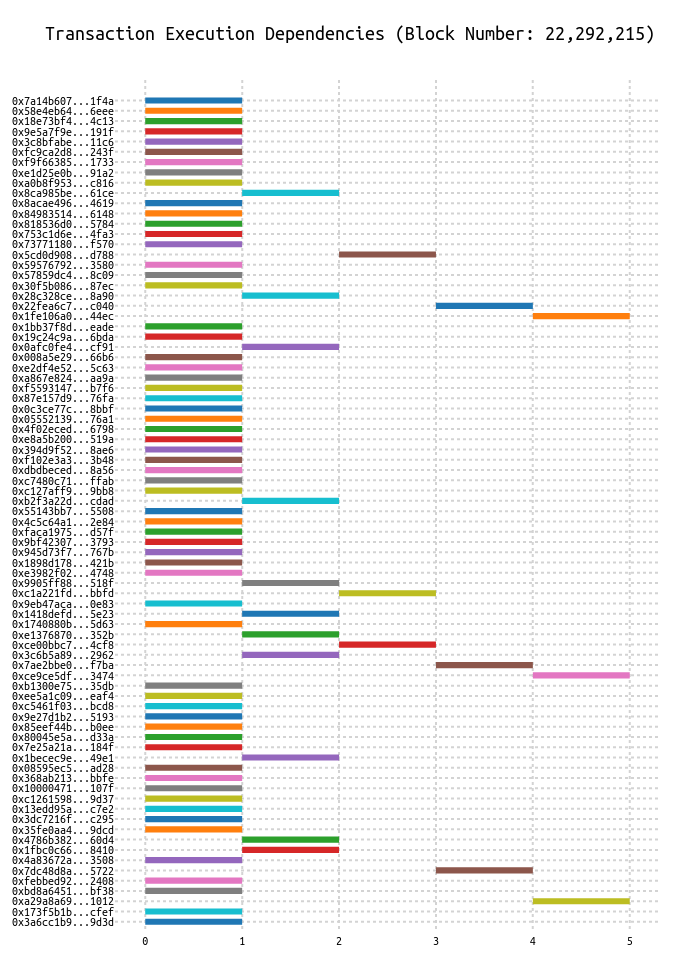 Transaction Execution Dependencies (Block Number: 22,292,215)
0x7a14b607...1f4a
0x58e4eb64...6eee
0x18e73bf4...4c13
0x9e5a7f9e...191f
0x3c8bfabe...11c6
0xfc9ca2d8...243f
0xf9f66385...1733
0xe1d25e0b...91a2
0xa0b8f953...c816
0x8ca985be...61ce
0x8acae496...4619
0x84983514...6148
0x818536d0...5784
0x753c1d6e...4fa3
0x73771180...f570
0x5cd0d908...d788
0x59576792...3580
0x57859dc4...8c09
0x30f5b086...87ec
0x28c328ce...8a90
0x22fea6c7...c040
0x1fe106a0...44ec
0x1bb37f8d...eade
0x19c24c9a...6bda
0x0afc0fe4...cf91
0x008a5e29...66b6
0xe2df4e52...5c63
0xa867e824...aa9a
0xf5593147...b7f6
0x87e157d9...76fa
0x0c3ce77c...8bbf
0x05552139...76a1
0x4f02eced...6798
0xe8a5b200...519a
0x394d9f52...8ae6
0xf102e3a3...3b48
0xdbdbeced...8a56
0xc7480c71...ffab
0xc127aff9...9bb8
0xb2f3a22d...cdad
0x55143bb7...5508
0x4c5c64a1...2e84
0xfaca1975...d57f
0x9bf42307...3793
0x945d73f7...767b
0x1898d178...421b
0xe3982f02...4748
0x9905ff88...518f
0xc1a221fd...bbfd
0x9eb47aca...0e83
0x1418defd...5e23
0x1740880b...5d63
0xe1376870...352b
0xce00bbc7...4cf8
0x3c6b5a89...2962
0x7ae2bbe0...f7ba
0xce9ce5df...3474
0xb1300e75...35db
0xee5a1c09...eaf4
0xc5461f03...bcd8
0x9e27d1b2...5193
0x85eef44b...b0ee
0x80045e5a...d33a
0x7e25a21a...184f
0x1becec9e...49e1
0x08595ec5...ad28
0x368ab213...bbfe
0x10000471...107f
0xc1261598...9d37
0x13edd95a...c7e2
0x3dc7216f...c295
0x35fe0aa4...9dcd
0x4786b382...60d4
0x1fbc0c66...8410
0x4a83672a...3508
0x7dc48d8a...5722
0xfebbed92...2408
0xbd8a6451...bf38
0xa29a8a69...1012
0x173f5b1b...cfef
0x3a6cc1b9...9d3d
0 1 2 3 4 5